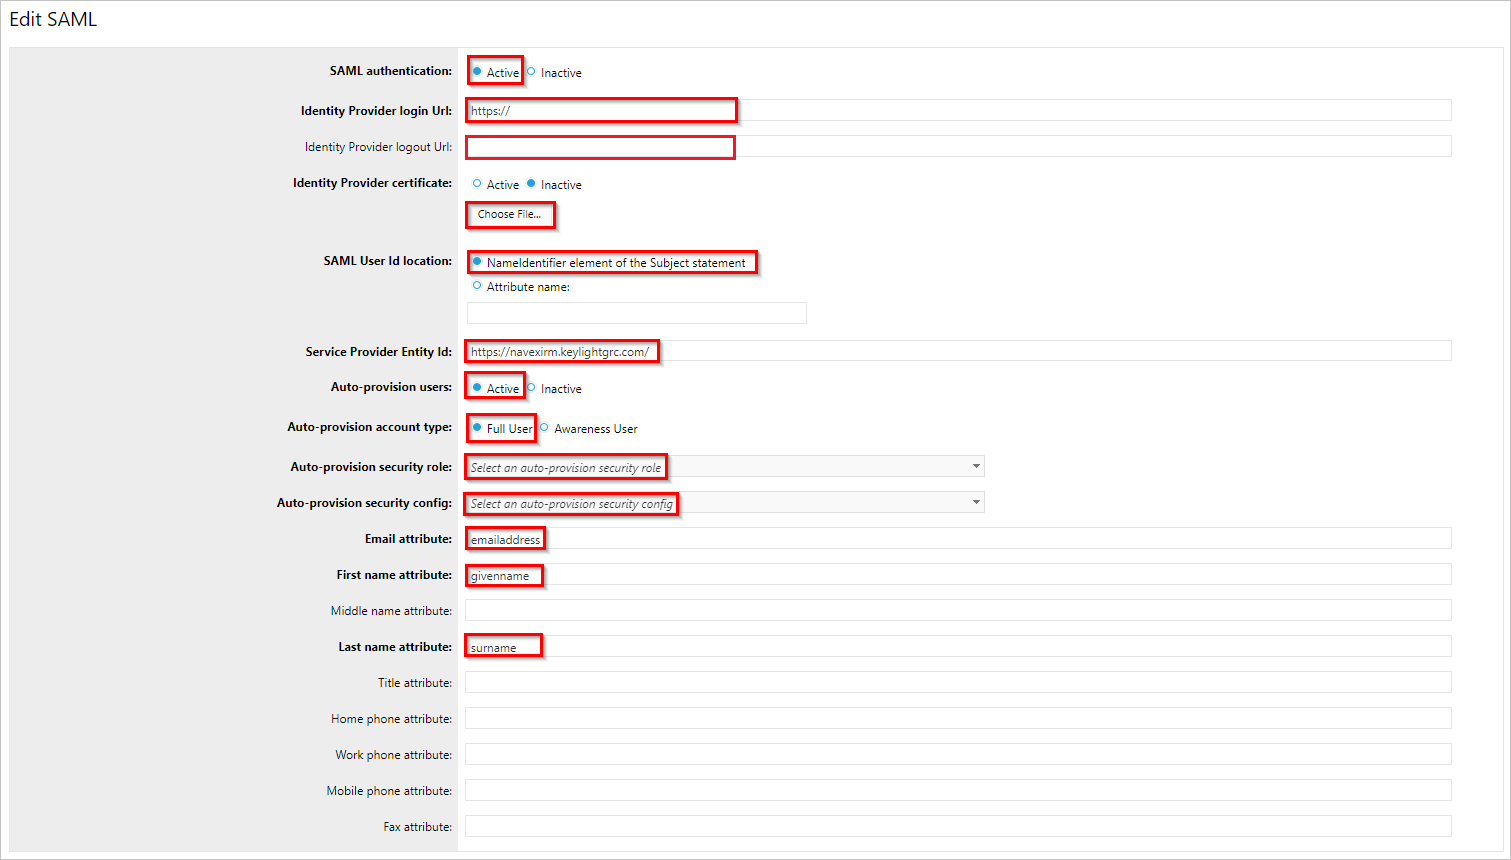 Edit SAML
SAML authentication: Active Inactive
Identity Provider login Url: https://
Identity Provider logout Url:
Identity Provider certificate: Active Inactive
Choose File...
SAML User Id location: NameIdentifier element of the Subject statement
Attribute name:
Service Provider Entity Id: https://navexirm.keylightgrc.com/
Auto-provision users: Active Inactive
Auto-provision account type: Full User Awareness User
Auto-provision security role: Select an auto-provision security role
Auto-provision security config: Select an auto-provision security config
Email attribute: emailaddress
First name attribute: givenname
Middle name attribute:
Last name attribute: surname
Title attribute:
Home phone attribute:
Work phone attribute:
Mobile phone attribute:
Fax attribute: